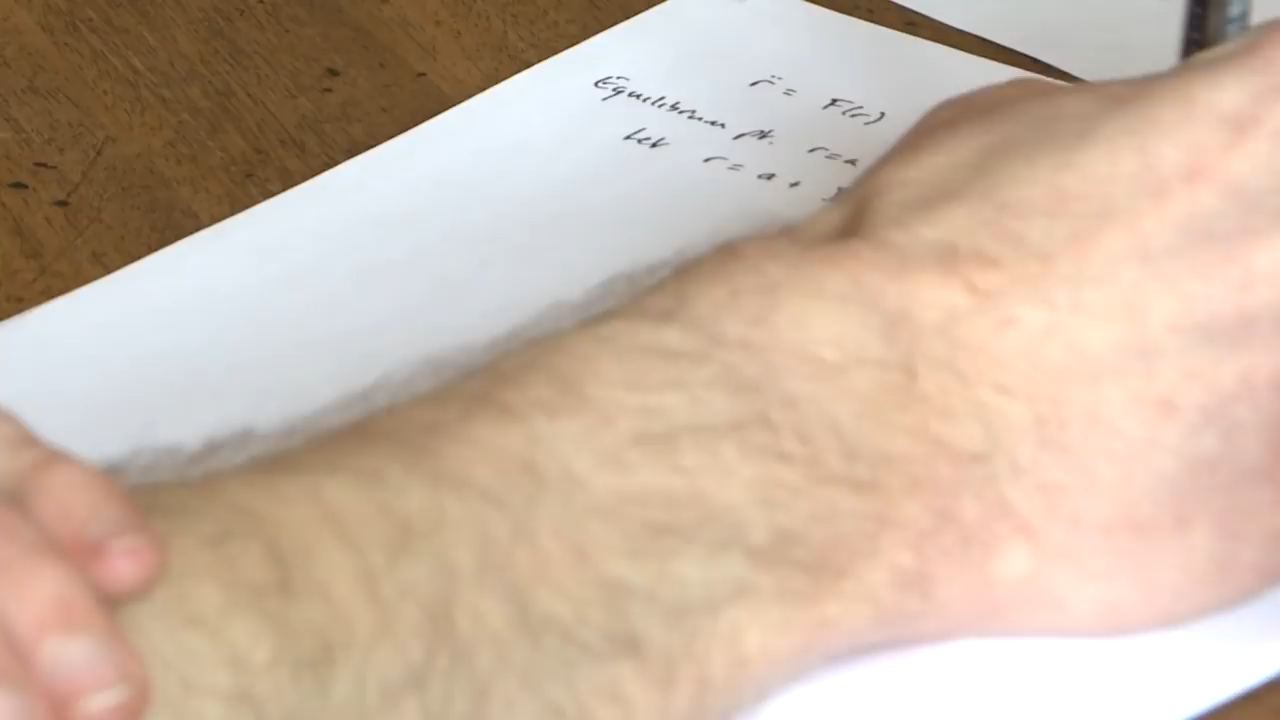 r̈ = F(r)
Equilibrium pt. r=a
Let r = a +